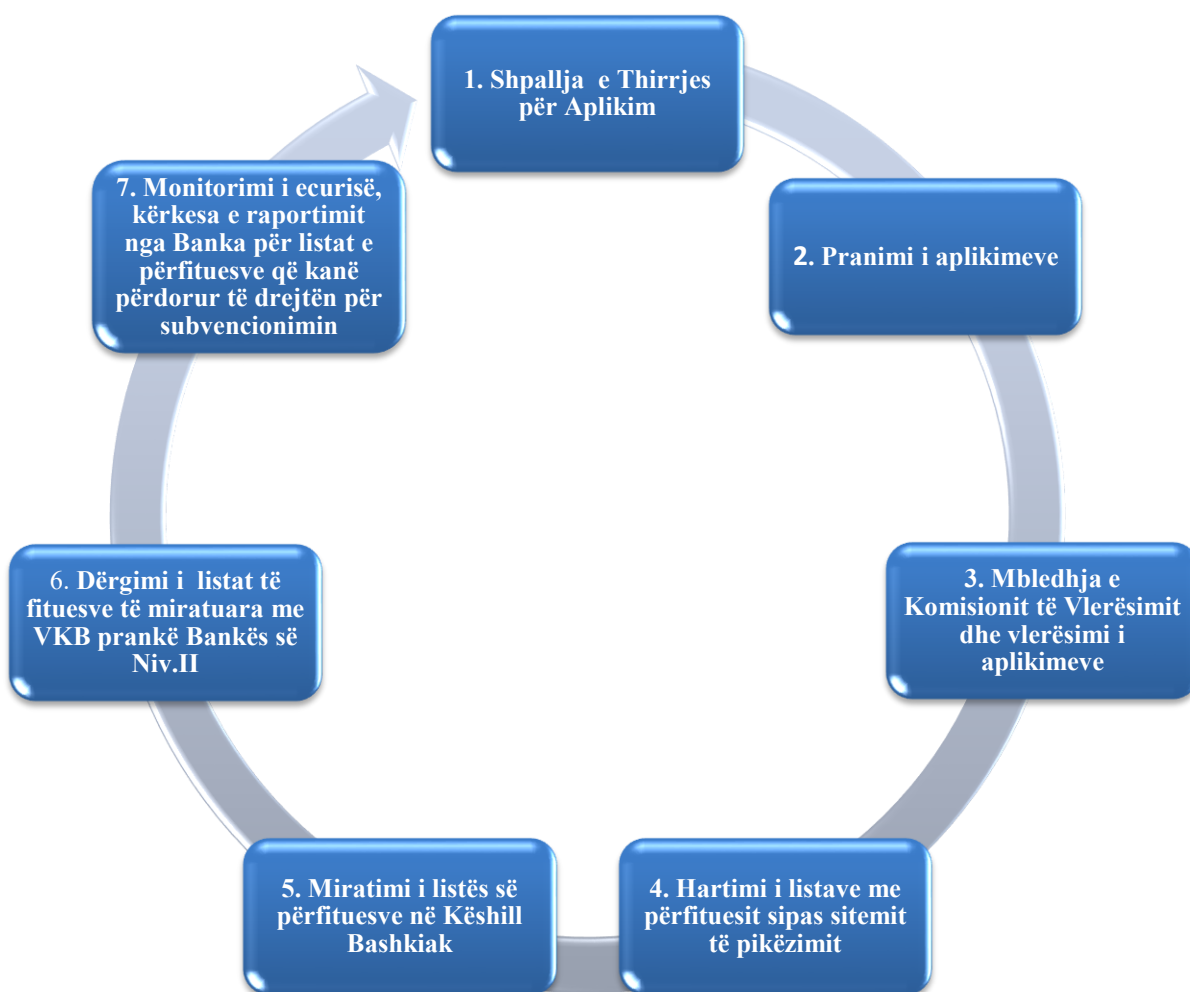 1. Shpallja e Thirrjes
për Aplikim
2. Pranimi i aplikimeve
3. Mbledhja e
Komisionit të Vlerësimit
dhe vlerësimi i
aplikimeve
4. Hartimi i listave me
përfituesit sipas sitemit
të pikëzimit
5. Miratimi i listës së
përfituesve në Këshill
Bashkiak
6. Dërgimi i listat të
fituesve të miratuara me
VKB prankë Bankës së
Niv.II
7. Monitorimi i ecurisë,
kërkesa e raportimit
nga Banka për listat e
përfituesve që kanë
përdorur të drejtën për
subvencionimin